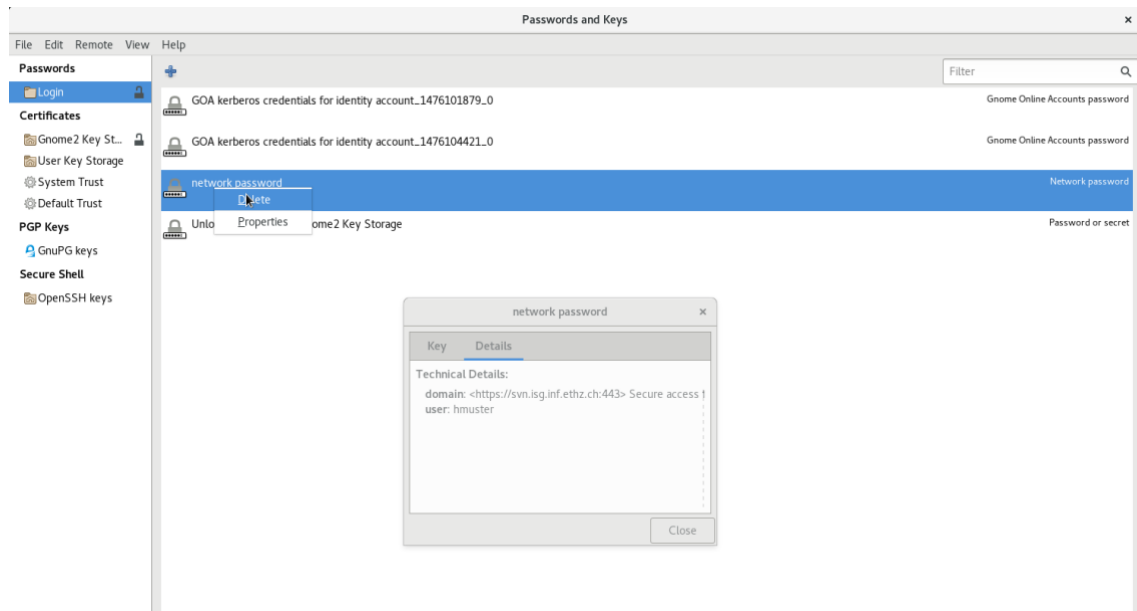 Passwords and Keys
File Edit Remote View Help
Passwords
Login
Certificates
Gnome2 Key St...
User Key Storage
System Trust
Default Trust
PGP Keys
GnuPG keys
Secure Shell
OpenSSH keys
Filter
GOA kerberos credentials for identity account_1476101879_0
Gnome Online Accounts password
GOA kerberos credentials for identity account_1476104421_0
Gnome Online Accounts password
network password
Network password
Delete
Properties
ome2 Key Storage
Password or secret
network password
Key Details
Technical Details:
domain: <https://svn.isg.inf.ethz.ch:443> Secure access
user: hmuster
Close